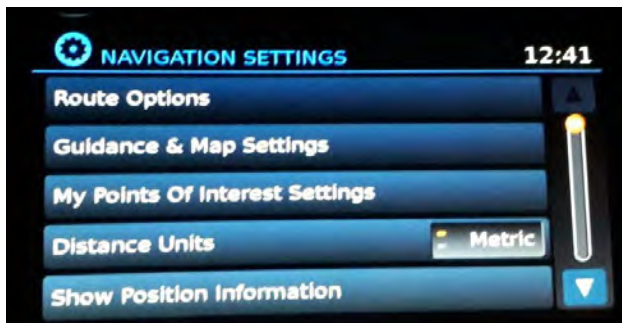 NAVIGATION SETTINGS 12:41
Route Options
Guidance & Map Settings
My Points Of Interest Settings
Distance Units Metric
Show Position Information